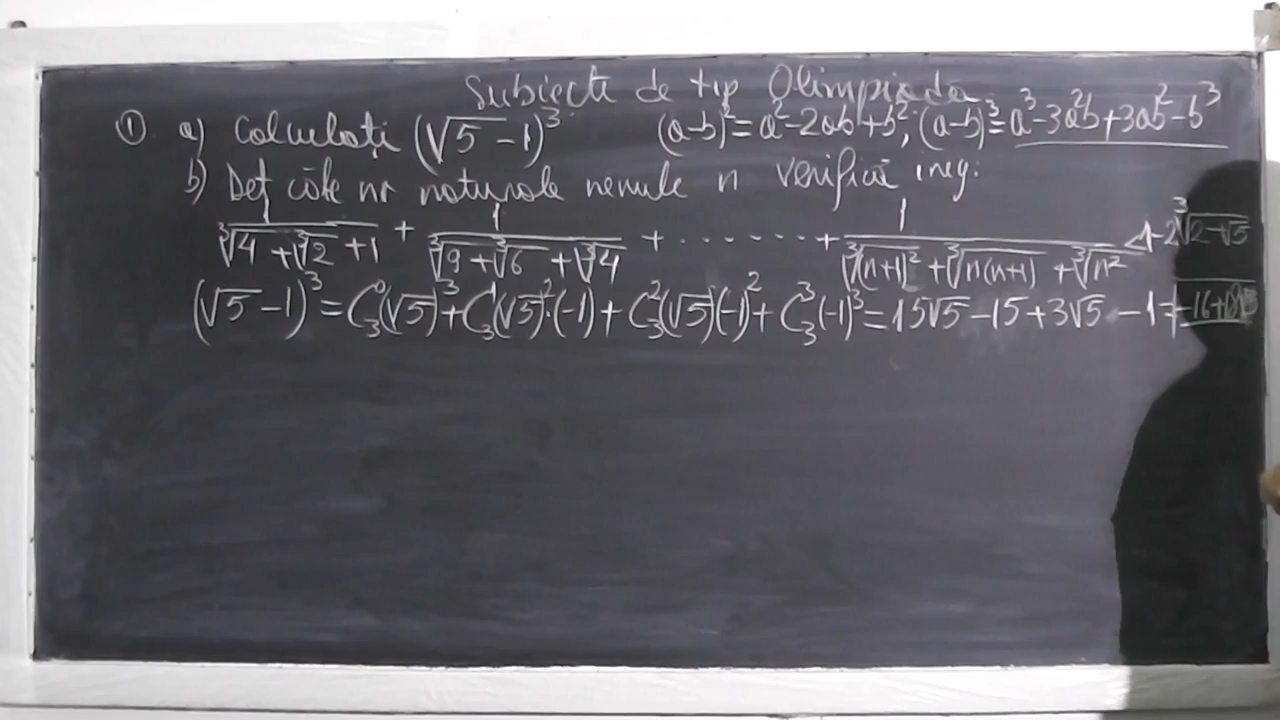 Subiecte de tip Olimpiada
① a) Calculați (√5 −1)³ (a−b)² = a²−2ab+b²; (a−b)³ = a³−3a²b+3ab²−b³
b) Det câte nr naturale nenule n verifică ineg:
1/(∛4 + ∛2 + 1) + 1/(∛9 + ∛6 + ∛4) + ....... + 1/(∛(n+1)² + ∛n(n+1) + ∛n²) < 1−2∛(2−√5)
(√5 −1)³ = C₃⁰(√5)³ + C₃¹(√5)²·(−1) + C₃²(√5)(−1)² + C₃³(−1)³ = 15√5 −15 + 3√5 −1 =